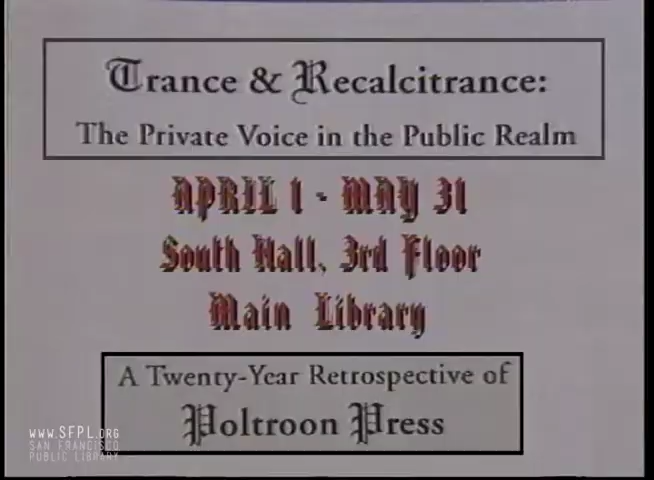 Trance & Recalcitrance:
The Private Voice in the Public Realm
APRIL 1 - MAY 31
South Hall, 3rd Floor
Main Library
A Twenty-Year Retrospective of
Poltroon Press
WWW.SFPL.ORG
SAN FRANCISCO
PUBLIC LIBRARY